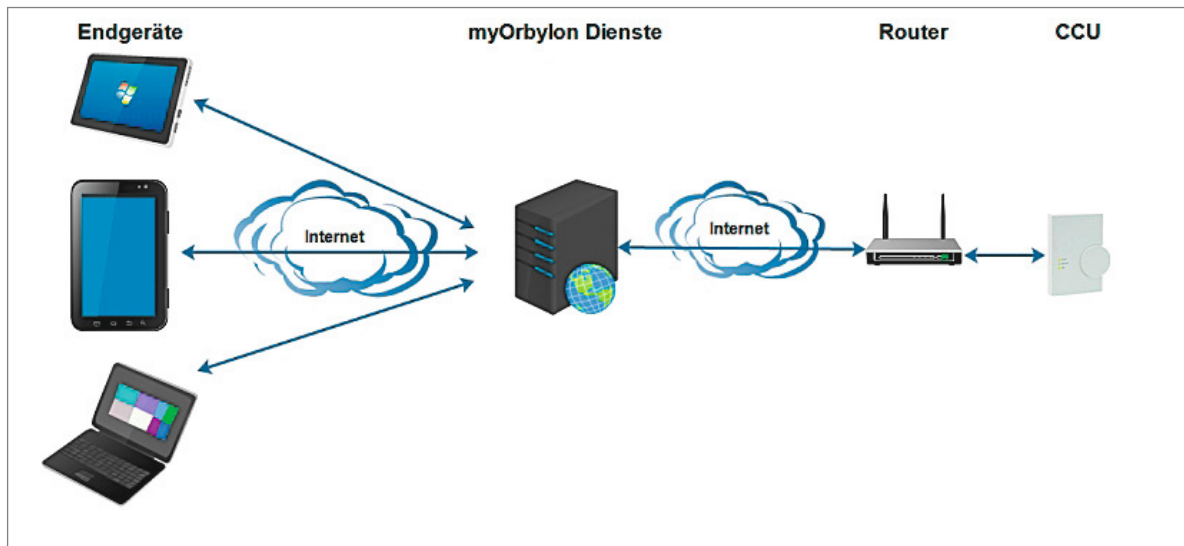 Endgeräte
myOrbylon Dienste
Router
CCU
Internet
Internet